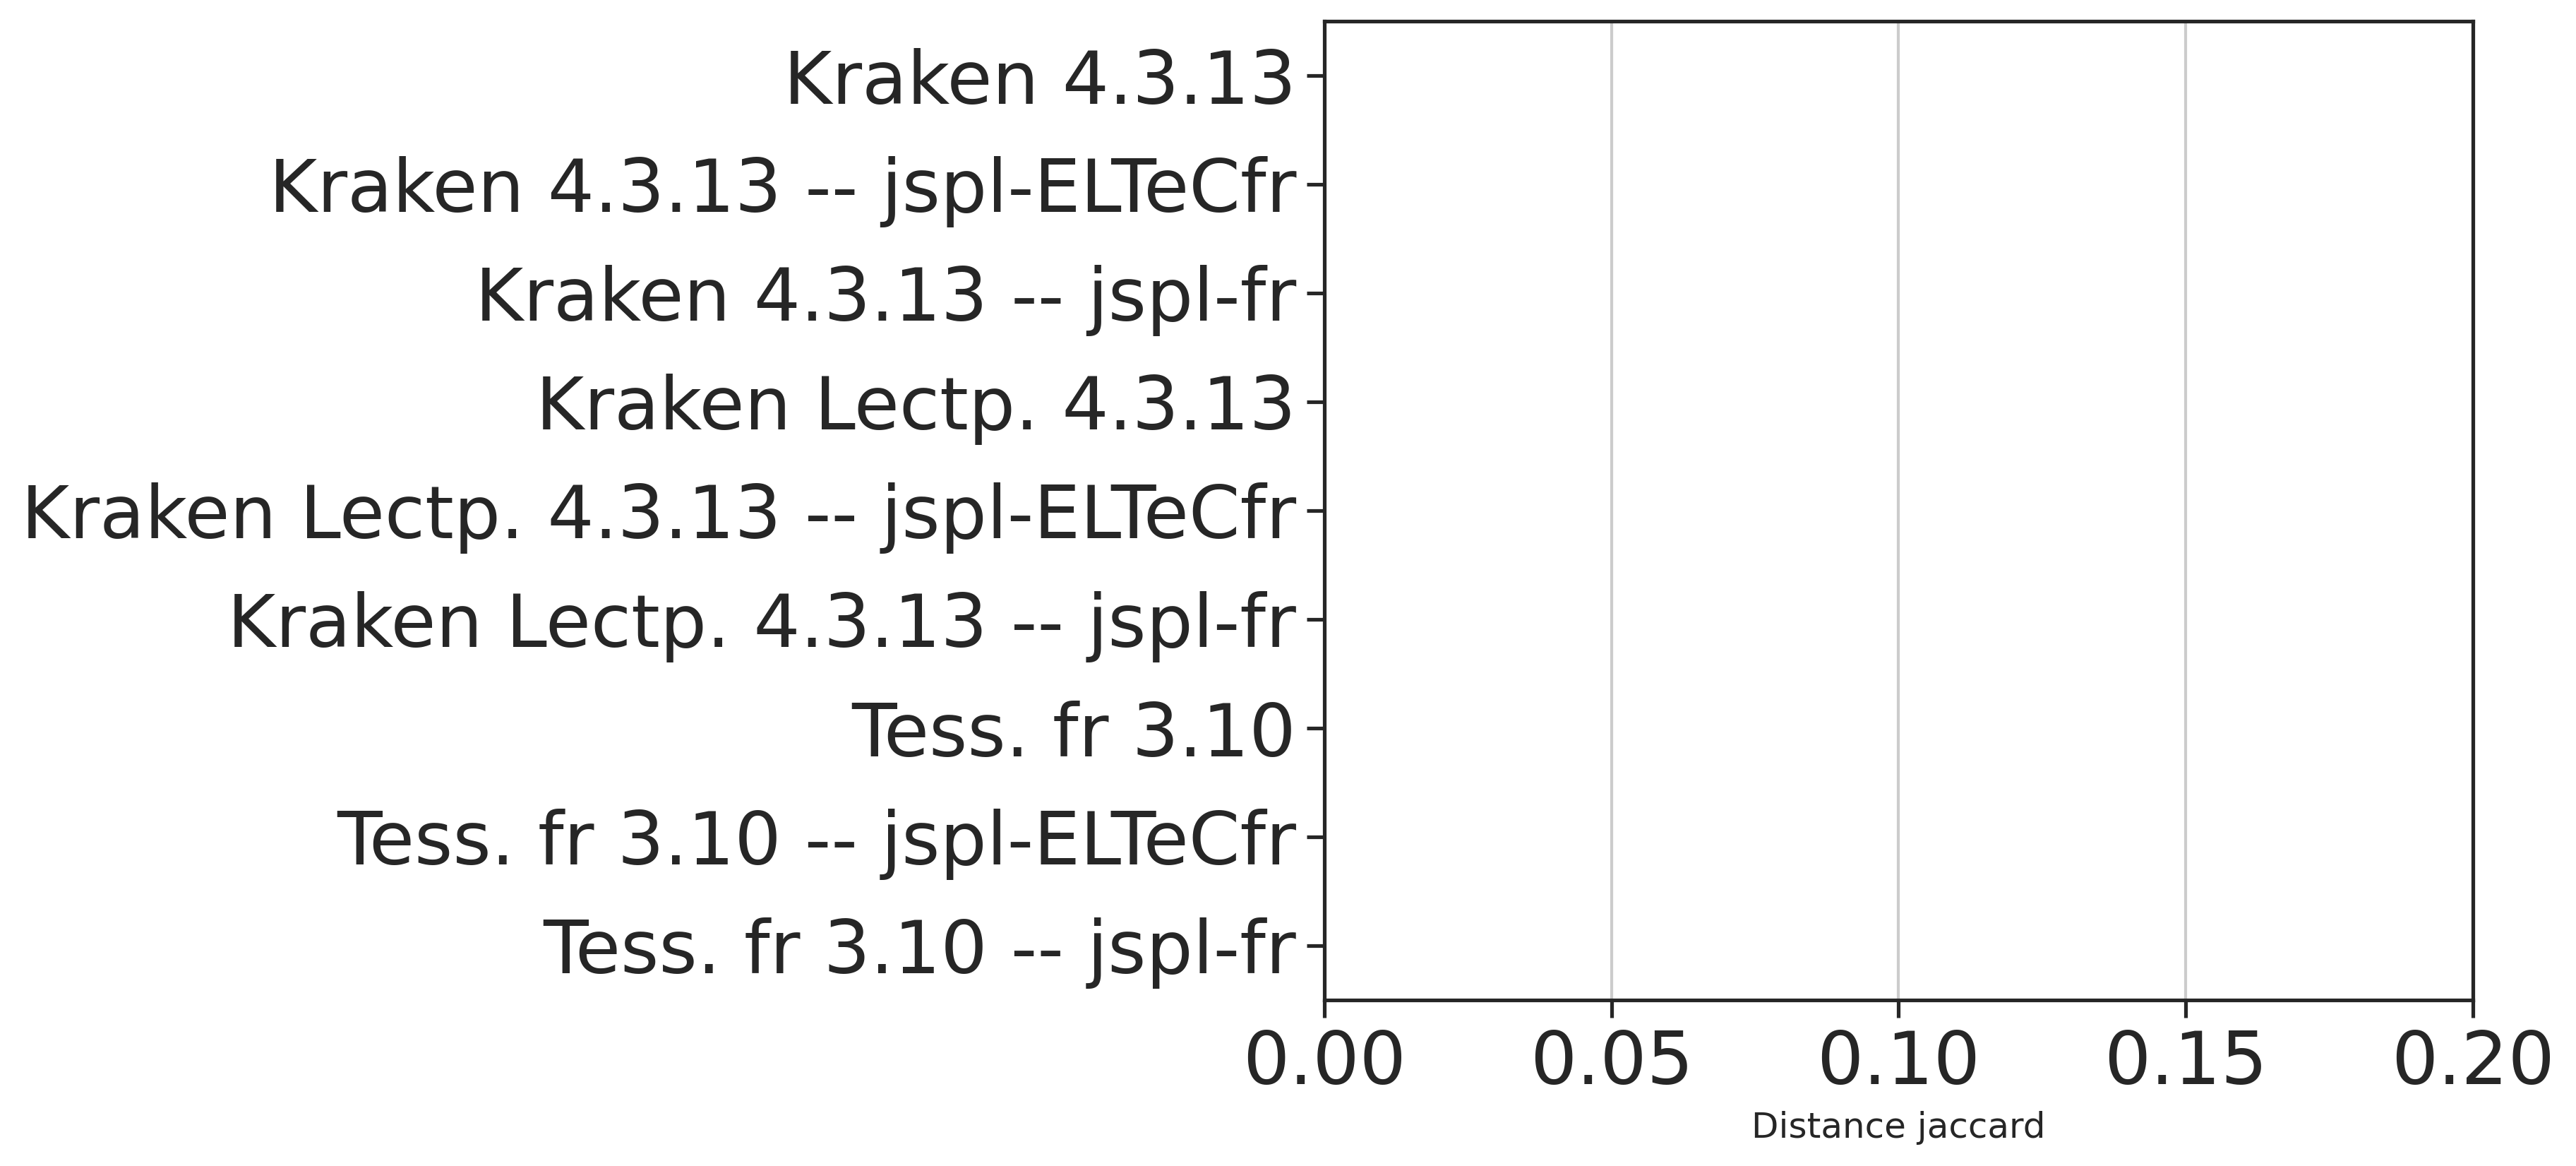 Kraken 4.3.13
Kraken 4.3.13 -- jspl-ELTeCfr
Kraken 4.3.13 -- jspl-fr
Kraken Lectp. 4.3.13
Kraken Lectp. 4.3.13 -- jspl-ELTeCfr
Kraken Lectp. 4.3.13 -- jspl-fr
Tess. fr 3.10
Tess. fr 3.10 -- jspl-ELTeCfr
Tess. fr 3.10 -- jspl-fr
0.00 0.05 0.10 0.15 0.20
Distance jaccard